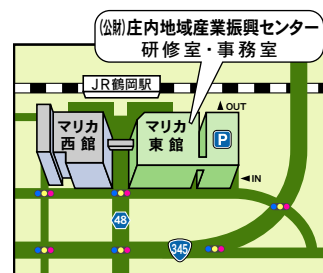 (公財)庄内地域産業振興センター
研修室・事務室
JR鶴岡駅
マリカ
西館
マリカ
東館
▲OUT
P
◀IN
48
345